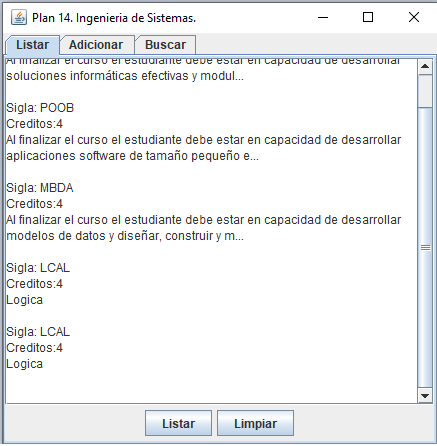 Plan 14. Ingenieria de Sistemas.
Listar Adicionar Buscar
Al finalizar el curso el estudiante debe estar en capacidad de desarrollar
soluciones informáticas efectivas y modul...
Sigla: POOB
Creditos:4
Al finalizar el curso el estudiante debe estar en capacidad de desarrollar
aplicaciones software de tamaño pequeño e...
Sigla: MBDA
Creditos:4
Al finalizar el curso el estudiante debe estar en capacidad de desarrollar
modelos de datos y diseñar, construir y m...
Sigla: LCAL
Creditos:4
Logica
Sigla: LCAL
Creditos:4
Logica
Listar Limpiar